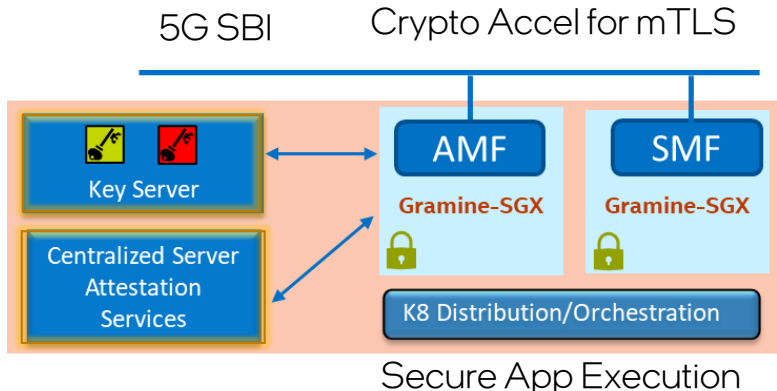 5G SBI
Crypto Accel for mTLS
Key Server
AMF
SMF
Gramine-SGX
Gramine-SGX
Centralized Server
Attestation
Services
K8 Distribution/Orchestration
Secure App Execution